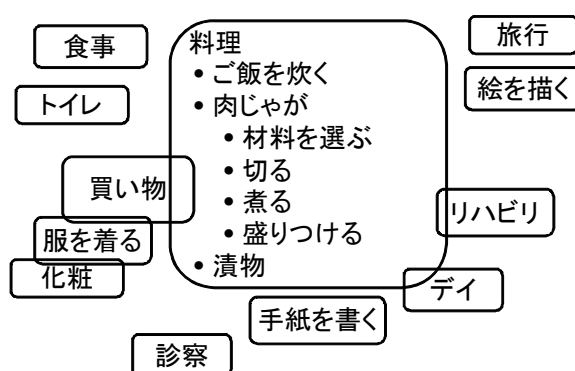 食事
トイレ
買い物
服を着る
化粧
診察
料理
• ご飯を炊く
• 肉じゃが
• 材料を選ぶ
• 切る
• 煮る
• 盛りつける
• 漬物
手紙を書く
旅行
絵を描く
リハビリ
デイ